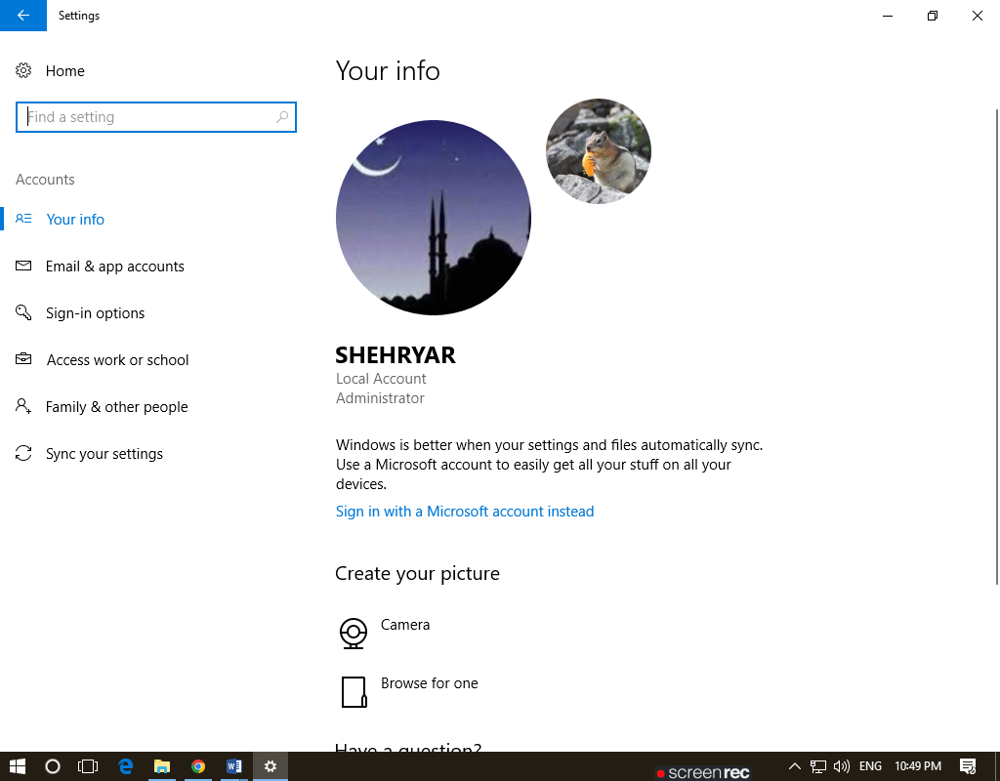 Settings
Home
Find a setting
Accounts
Your info
Email & app accounts
Sign-in options
Access work or school
Family & other people
Sync your settings
Your info
SHEHRYAR
Local Account
Administrator
Windows is better when your settings and files automatically sync.
Use a Microsoft account to easily get all your stuff on all your
devices.
Sign in with a Microsoft account instead
Create your picture
Camera
Browse for one
Have a question?
screenrec
ENG
10:49 PM